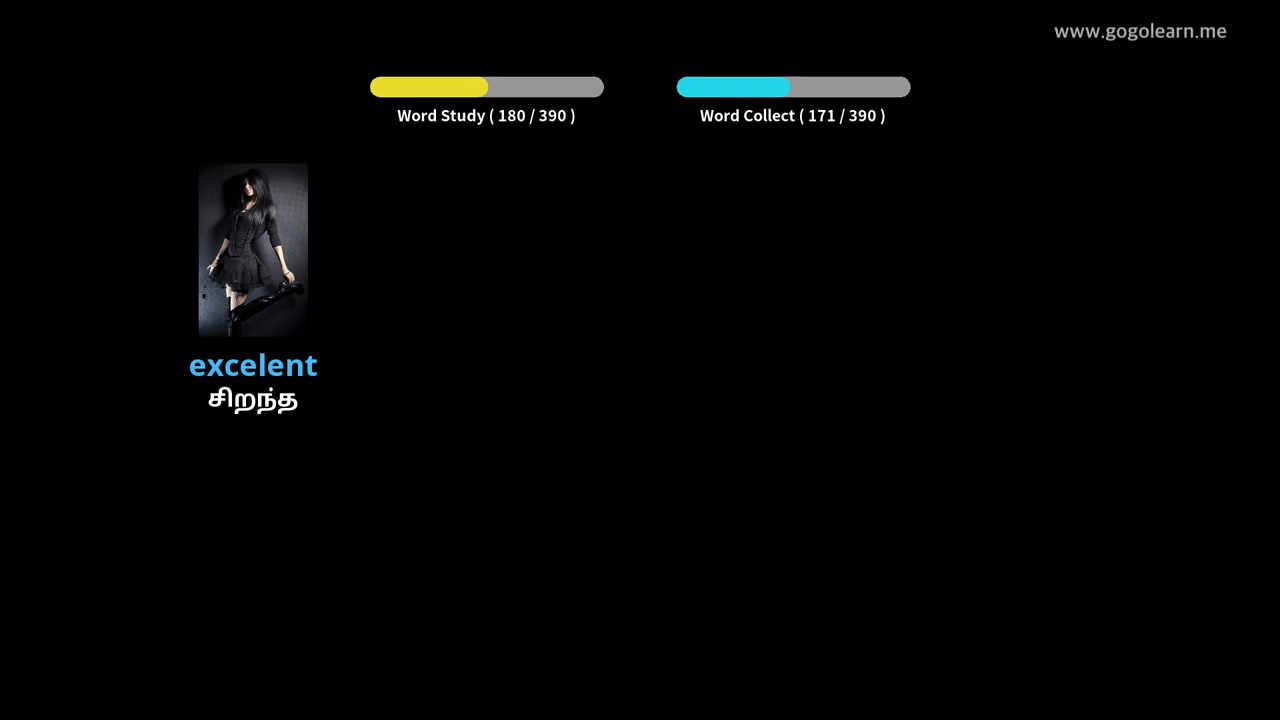 www.gogolearn.me
Word Study ( 180 / 390 )
Word Collect ( 171 / 390 )
excelent
சிறந்த